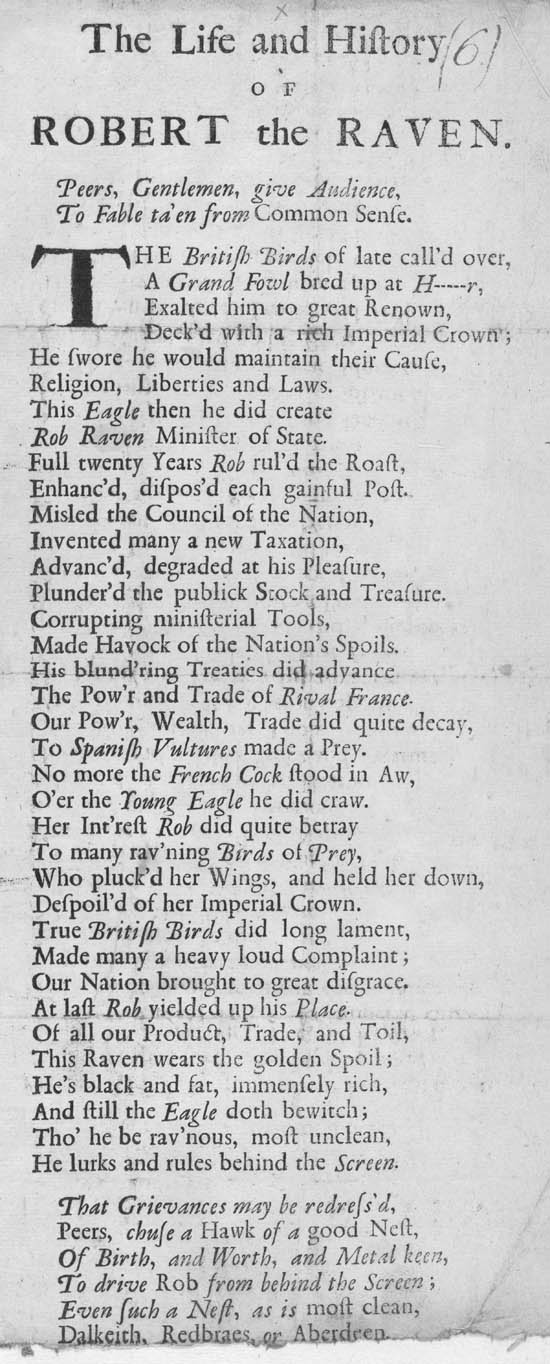 The Life and Hiſtory (6)
OF
ROBERT the RAVEN.
Peers, Gentlemen, give Audience,
To Fable ta'en from Common Senſe.
THE Britiſh Birds of late call'd over,
A Grand Fowl bred up at H-----r,
Exalted him to great Renown,
Deck'd with a rich Imperial Crown;
He ſwore he would maintain their Cauſe,
Religion, Liberties and Laws.
This Eagle then he did create
Rob Raven Miniſter of State.
Full twenty Years Rob rul'd the Roaſt,
Enhanc'd, diſpos'd each gainful Poſt.
Misled the Council of the Nation,
Invented many a new Taxation,
Advanc'd, degraded at his Pleaſure,
Plunder'd the publick Stock and Treaſure.
Corrupting miniſterial Tools,
Made Havock of the Nation's Spoils.
His blund'ring Treaties did advance
The Pow'r and Trade of Rival France.
Our Pow'r, Wealth, Trade did quite decay,
To Spaniſh Vultures made a Prey.
No more the French Cock ſtood in Aw,
O'er the Young Eagle he did craw.
Her Int'reſt Rob did quite betray
To many rav'ning Birds of Prey,
Who pluck'd her Wings, and held her down,
Deſpoil'd of her Imperial Crown.
True Britiſh Birds did long lament,
Made many a heavy loud Complaint;
Our Nation brought to great diſgrace.
At laſt Rob yielded up his Place.
Of all our Product, Trade, and Toil,
This Raven wears the golden Spoil;
He's black and fat, immenſely rich,
And ſtill the Eagle doth bewitch;
Tho' he be rav'nous, moſt unclean,
He lurks and rules behind the Screen.
That Grievances may be redreſs'd,
Peers, chuſe a Hawk of a good Neſt,
Of Birth, and Worth, and Metal keen,
To drive Rob from behind the Screen;
Even ſuch a Neſt, as is moſt clean,
Dalkeith, Redbraes, or Aberdeen.